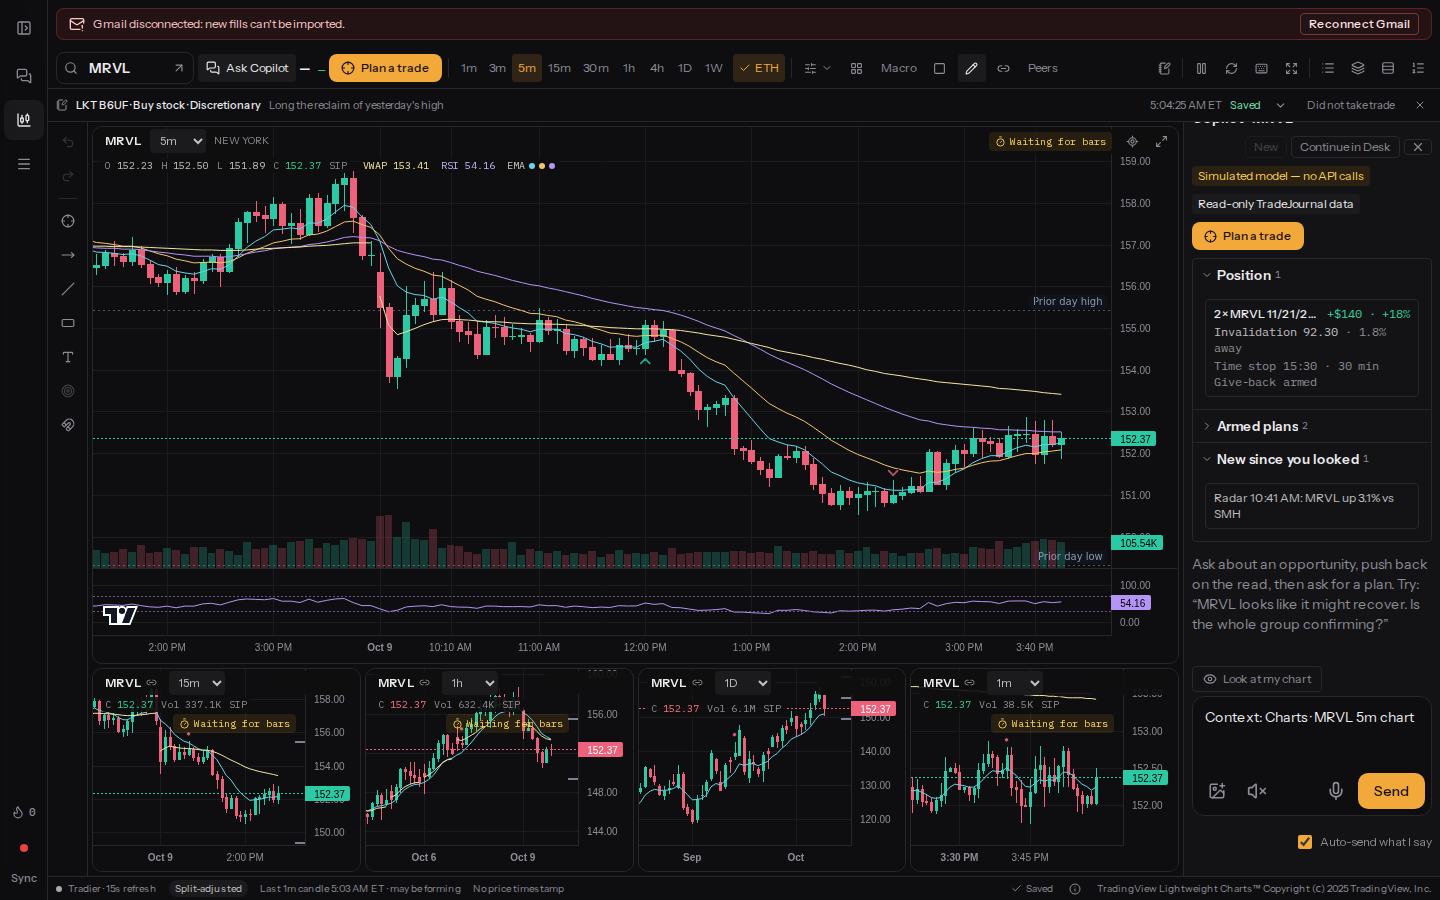 Gmail disconnected: new fills can't be imported.
Reconnect Gmail
MRVL
Ask Copilot
Plan a trade
1m 3m 5m 15m 30m 1h 4h 1D 1W
ETH
Macro
Peers
LKTB6UF·Buy stock·Discretionary Long the reclaim of yesterday's high
5:04:25 AM ET Saved
Did not take trade
MRVL 5m NEW YORK
Waiting for bars
O 152.23 H 152.50 L 151.89 C 152.37 SIP VWAP 153.41 RSI 54.16 EMA
159.00
158.00
157.00
156.00
Prior day high
155.00
154.00
153.00
152.37
152.00
151.00
105.54K
Prior day low
100.00
54.16
0.00
2:00 PM 3:00 PM Oct 9 10:10 AM 11:00 AM 12:00 PM 1:00 PM 2:00 PM 3:00 PM 3:40 PM
New
Continue in Desk
Simulated model — no API calls
Read-only TradeJournal data
Plan a trade
Position 1
2×MRVL 11/21/2… +$140 · +18%
Invalidation 92.30 · 1.8%
away
Time stop 15:30 · 30 min
Give-back armed
Armed plans 2
New since you looked 1
Radar 10:41 AM: MRVL up 3.1% vs
SMH
Ask about an opportunity, push back
on the read, then ask for a plan. Try:
“MRVL looks like it might recover. Is
the whole group confirming?”
Look at my chart
Context: Charts·MRVL 5m chart
Send
Auto-send what I say
MRVL 15m
C 152.37 Vol 337.1K SIP
Waiting for bars
158.00
156.00
154.00
152.37
150.00
Oct 9 2:00 PM
MRVL 1h
C 152.37 Vol 632.4K SIP
Waiting for bars
156.00
152.37
148.00
144.00
Oct 6 Oct 9
MRVL 1D
C 152.37 Vol 6.1M SIP
152.37
150.00
140.00
130.00
120.00
Sep Oct
MRVL 1m
C 152.37 Vol 38.5K SIP
Waiting for bars
153.00
152.50
152.37
152.00
3:30 PM 3:45 PM
0
Sync
Tradier·15s refresh
Split-adjusted
Last 1m candle 5:03 AM ET·may be forming
No price timestamp
Saved
TradingView Lightweight Charts™ Copyright (c) 2025 TradingView, Inc.